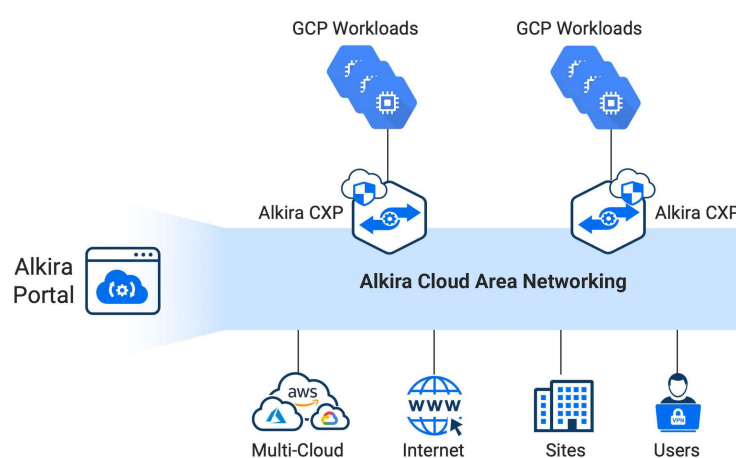 GCP Workloads
GCP Workloads
Alkira CXP
Alkira CXP
Alkira
Portal
Alkira Cloud Area Networking
aws
www
VPN
Multi-Cloud
Internet
Sites
Users